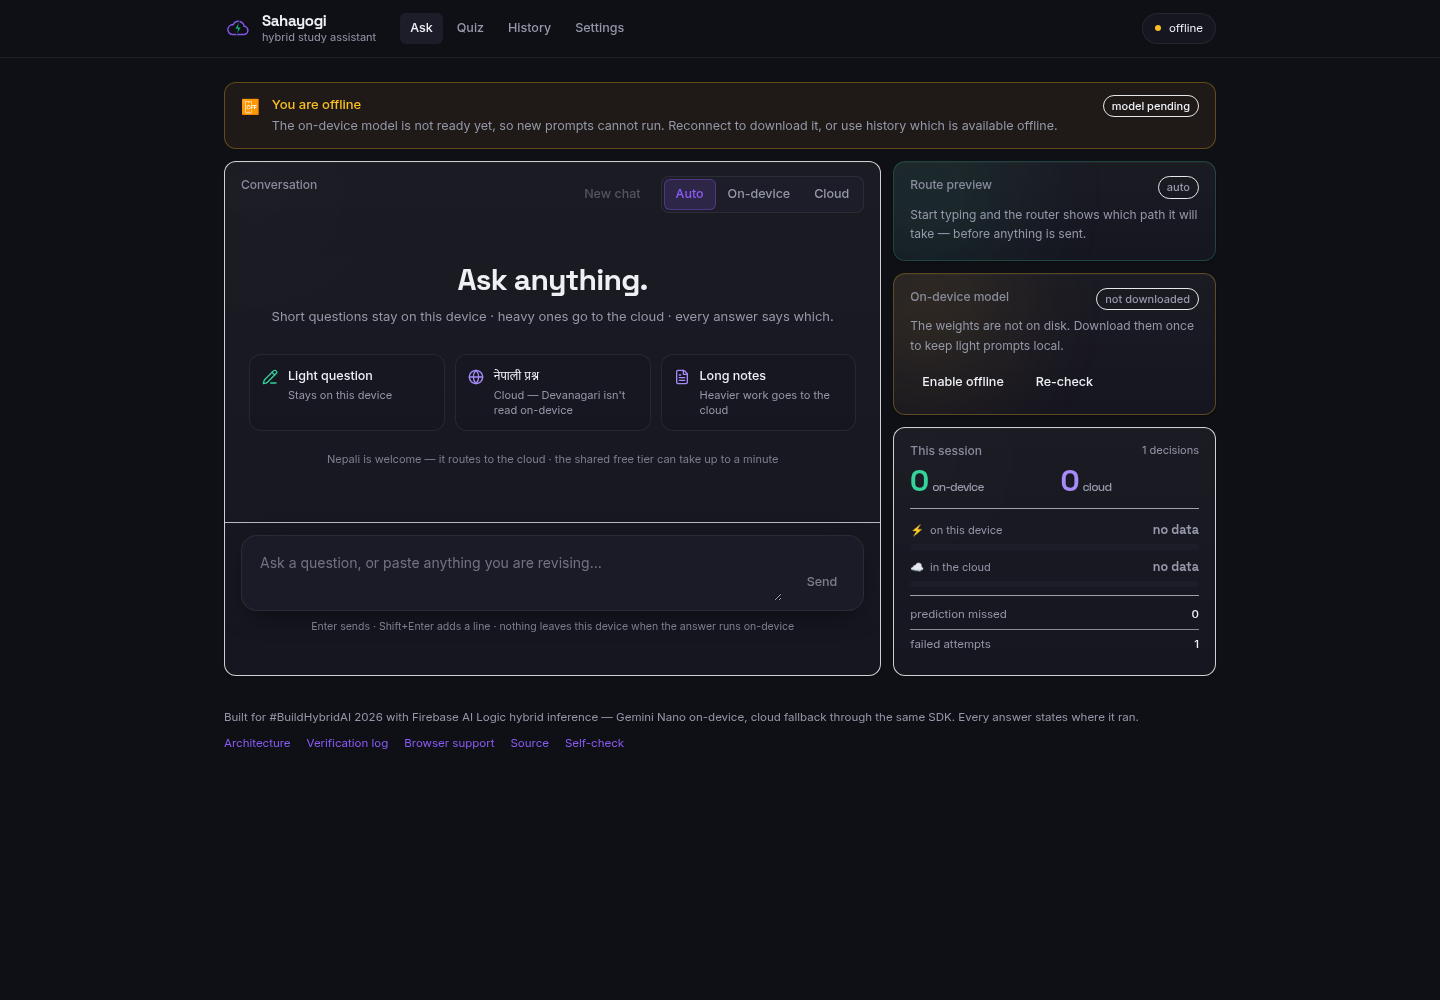 Sahayogi
hybrid study assistant
Ask
Quiz
History
Settings
offline
You are offline
The on-device model is not ready yet, so new prompts cannot run. Reconnect to download it, or use history which is available offline.
model pending
Conversation
New chat
Auto
On-device
Cloud
Ask anything.
Short questions stay on this device · heavy ones go to the cloud · every answer says which.
Light question
Stays on this device
नेपाली प्रश्न
Cloud — Devanagari isn't
read on-device
Long notes
Heavier work goes to the
cloud
Nepali is welcome — it routes to the cloud · the shared free tier can take up to a minute
Ask a question, or paste anything you are revising...
Send
Enter sends · Shift+Enter adds a line · nothing leaves this device when the answer runs on-device
Route preview
auto
Start typing and the router shows which path it will
take — before anything is sent.
On-device model
not downloaded
The weights are not on disk. Download them once
to keep light prompts local.
Enable offline
Re-check
This session
1 decisions
0 on-device
0 cloud
on this device
no data
in the cloud
no data
prediction missed
0
failed attempts
1
Built for #BuildHybridAI 2026 with Firebase AI Logic hybrid inference — Gemini Nano on-device, cloud fallback through the same SDK. Every answer states where it ran.
Architecture
Verification log
Browser support
Source
Self-check